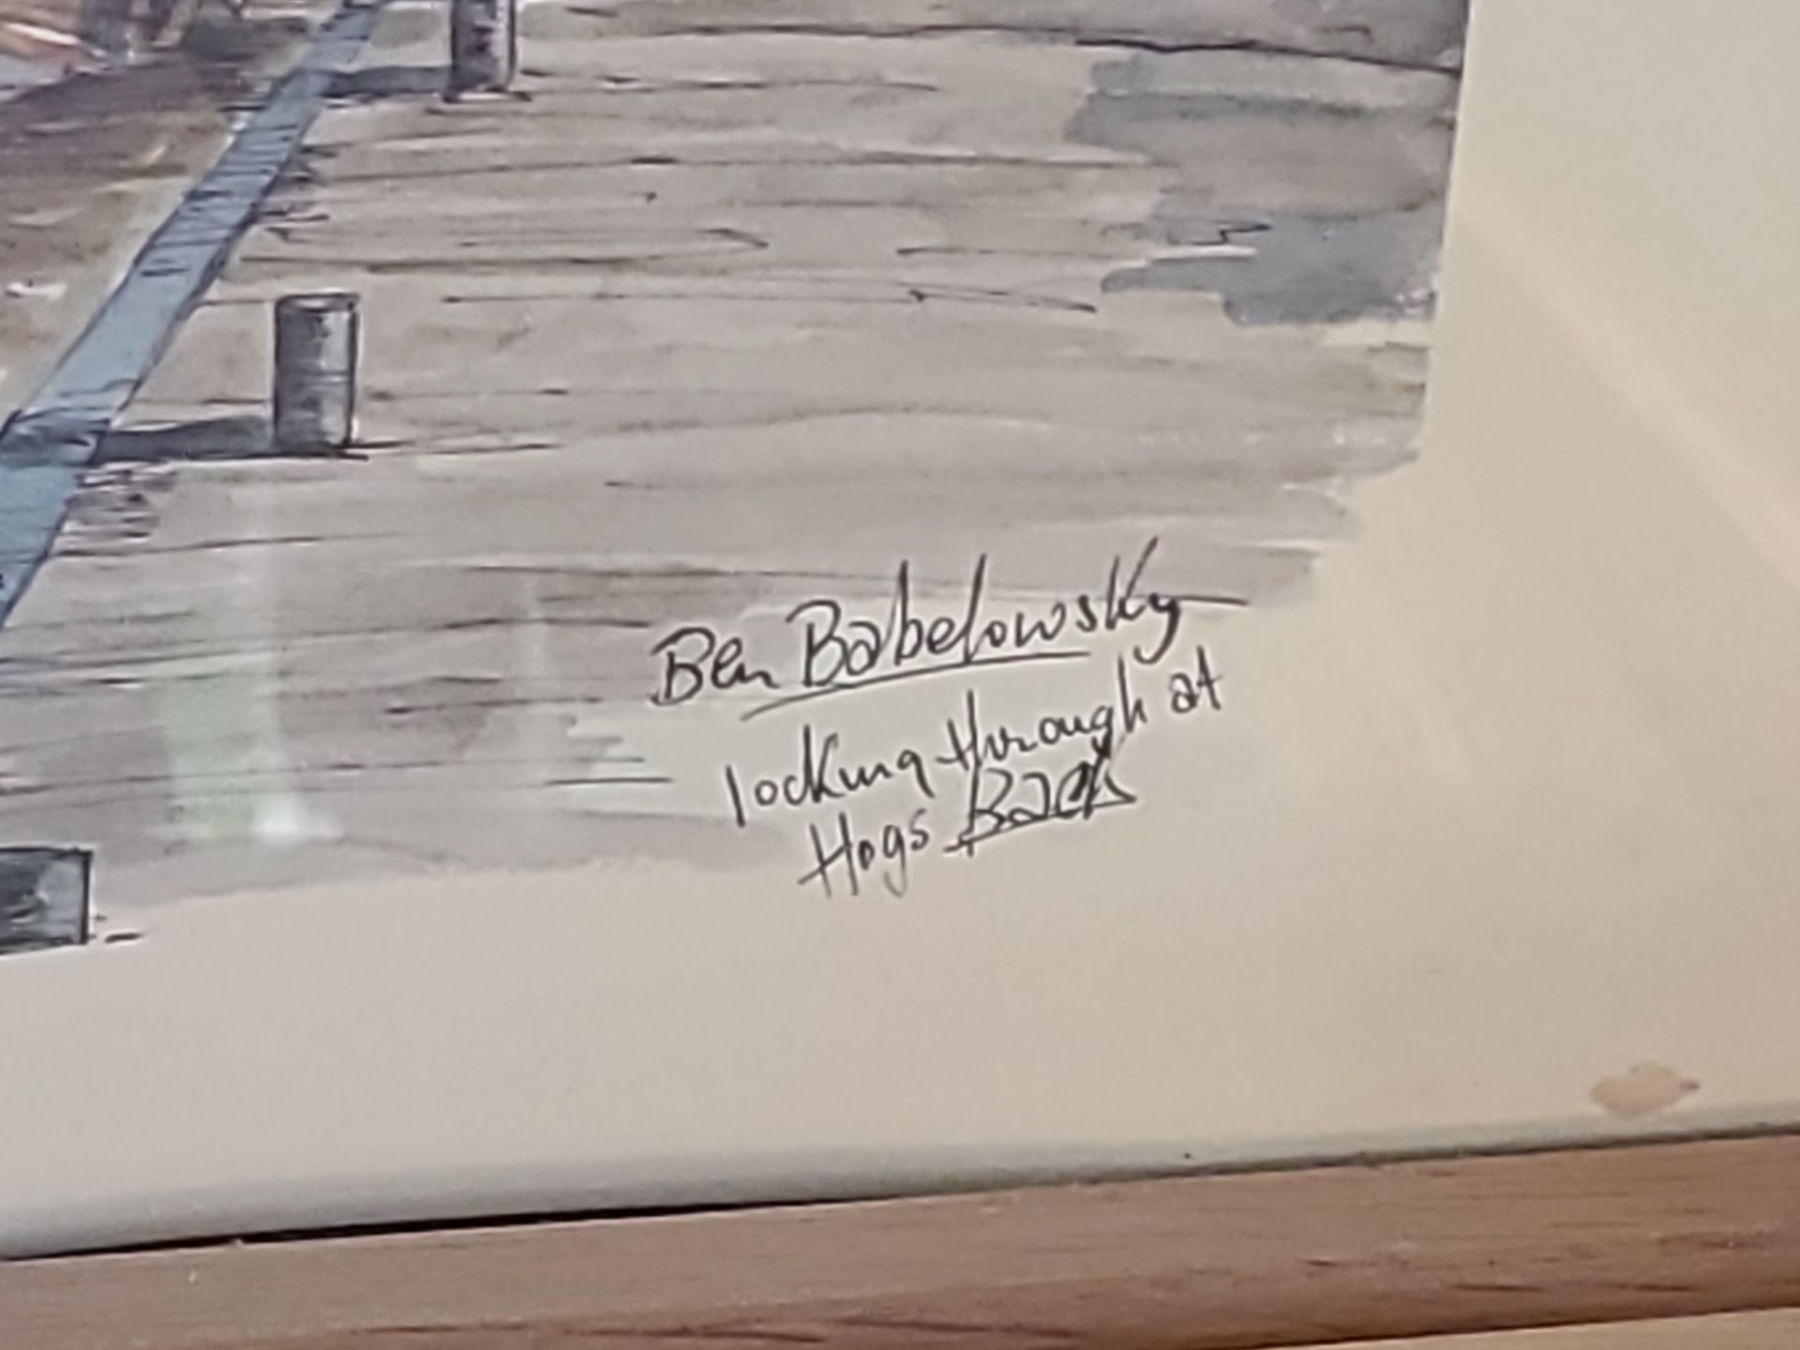 Ben Babelowsky
locking through at
Hogs Back